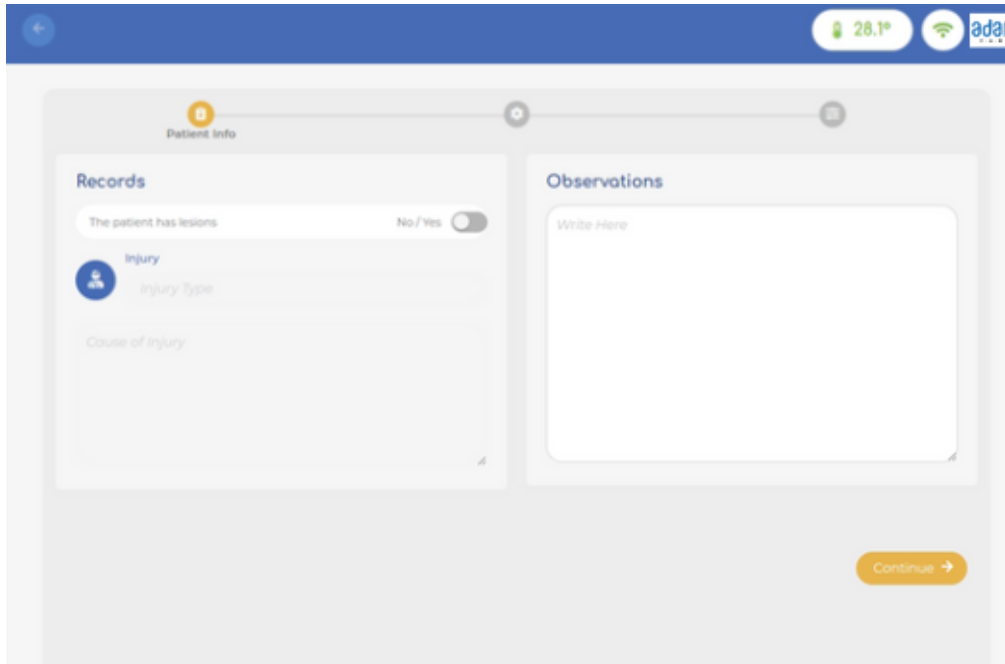 28.1°
Patient Info
Records
The patient has lesions
No / Yes
Injury
Injury Type
Cause of Injury
Observations
Write Here
Continue